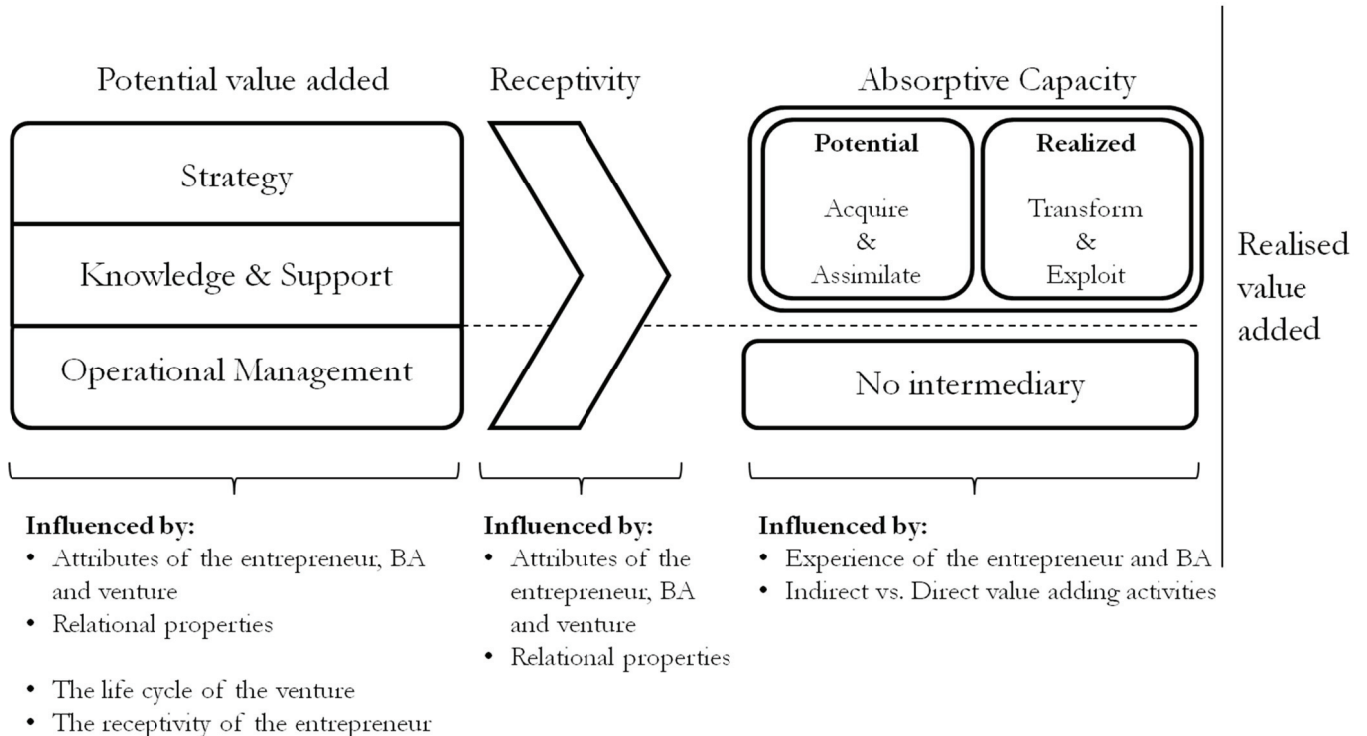 Potential value added
Receptivity
Absorptive Capacity
Strategy
Knowledge & Support
Operational Management
Potential
Acquire
&
Assimilate
Realized
Transform
&
Exploit
No intermediary
Realised
value
added
Influenced by:
• Attributes of the entrepreneur, BA
and venture
• Relational properties
• The life cycle of the venture
• The receptivity of the entrepreneur
Influenced by:
• Attributes of the
entrepreneur, BA
and venture
• Relational properties
Influenced by:
• Experience of the entrepreneur and BA
• Indirect vs. Direct value adding activities